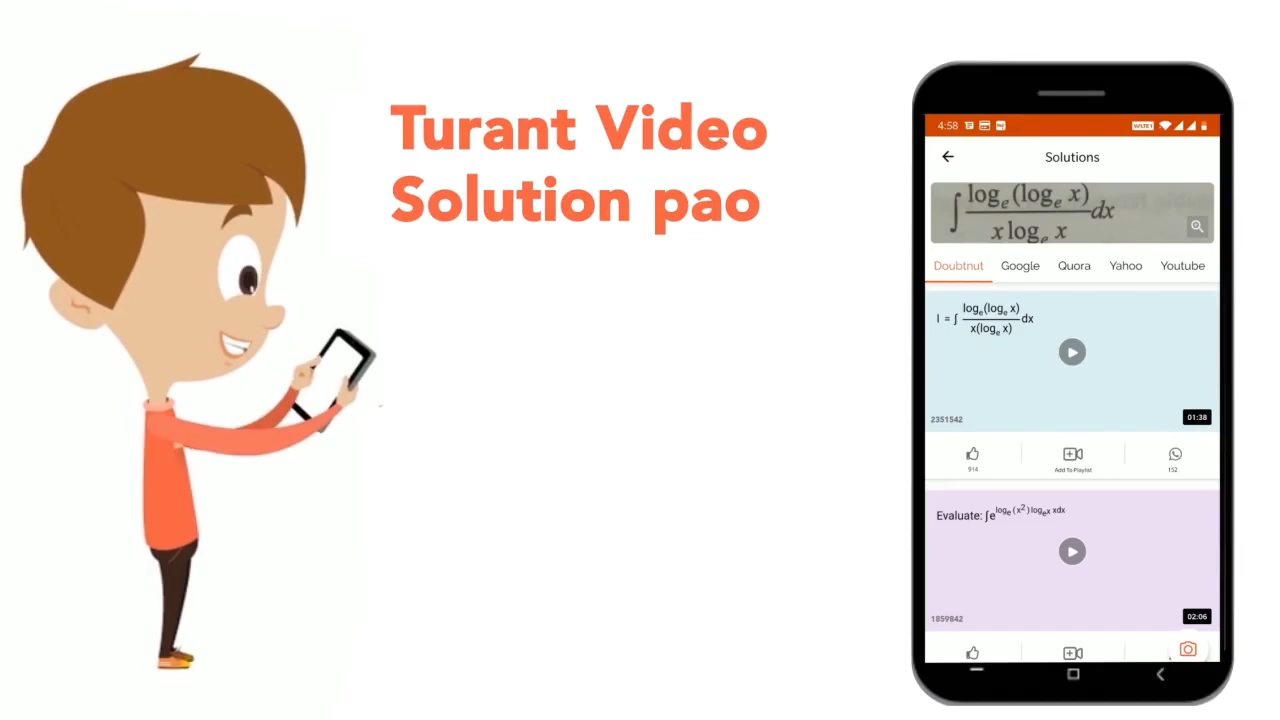 Turant Video
Solution pao
4:58
Solutions
∫ logₑ(logₑ x) / x logₑ x dx
Doubtnut Google Quora Yahoo Youtube
I = ∫ logₑ(logₑ x) / x(logₑ x) dx
2351542 01:38
914 Add To Playlist 152
Evaluate: ∫e^logₑ(x²)logₑx xdx
1859842 02:06